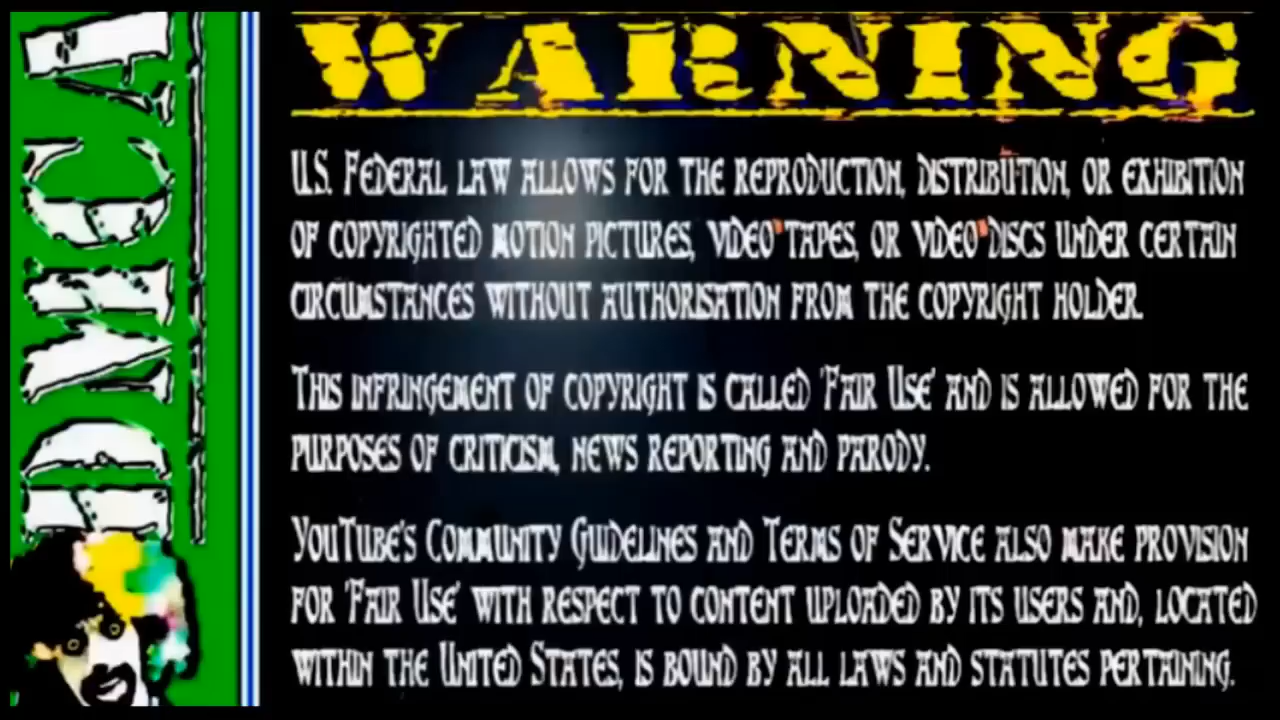 DMCA
WARNING
U.S. Federal law allows for the reproduction, distribution, or exhibition
of copyrighted motion pictures, video tapes, or video discs under certain
circumstances without authorisation from the copyright holder.
This infringement of copyright is called 'Fair Use' and is allowed for the
purposes of criticism, news reporting and parody.
YouTube's Community Guidelines and Terms of Service also make provision
for 'Fair Use' with respect to content uploaded by its users and, located
within the United States, is bound by all laws and statutes pertaining.